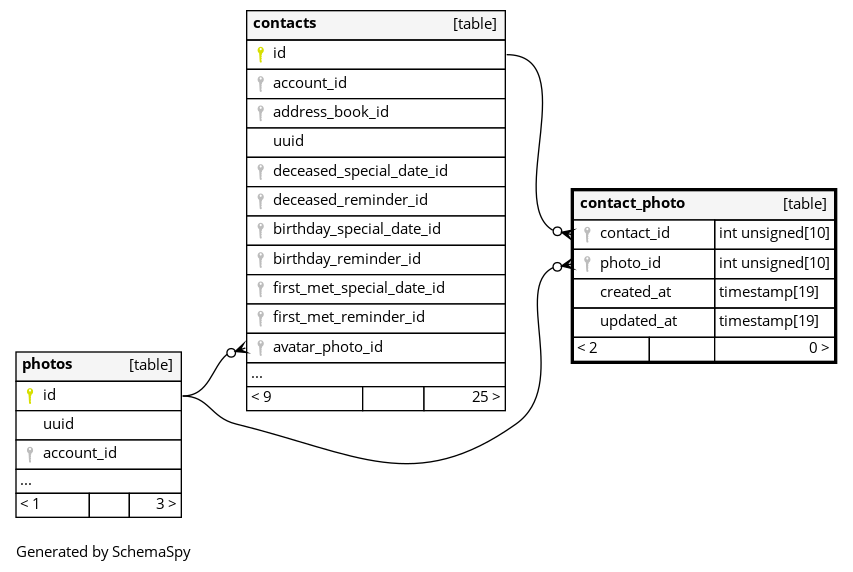 contacts [table]
id
account_id
address_book_id
uuid
deceased_special_date_id
deceased_reminder_id
birthday_special_date_id
birthday_reminder_id
first_met_special_date_id
first_met_reminder_id
avatar_photo_id
...
< 9 25 >
contact_photo [table]
contact_id int unsigned[10]
photo_id int unsigned[10]
created_at timestamp[19]
updated_at timestamp[19]
< 2 0 >
photos [table]
id
uuid
account_id
...
< 1 3 >
Generated by SchemaSpy